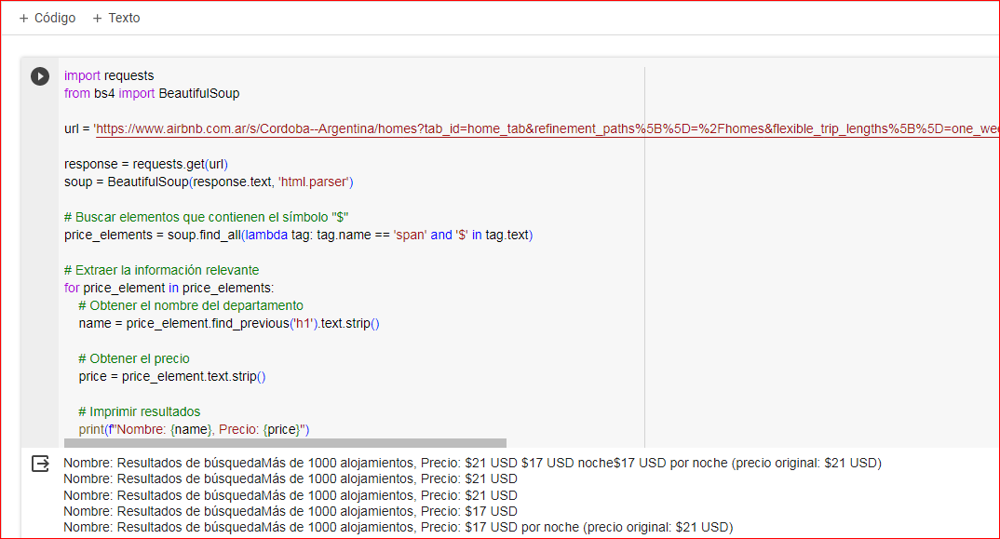 + Código + Texto
import requests
from bs4 import BeautifulSoup
url = 'https://www.airbnb.com.ar/s/Cordoba--Argentina/homes?tab_id=home_tab&refinement_paths%5B%5D=%2Fhomes&flexible_trip_lengths%5B%5D=one_wee
response = requests.get(url)
soup = BeautifulSoup(response.text, 'html.parser')
# Buscar elementos que contienen el símbolo "$"
price_elements = soup.find_all(lambda tag: tag.name == 'span' and '$' in tag.text)
# Extraer la información relevante
for price_element in price_elements:
    # Obtener el nombre del departamento
    name = price_element.find_previous('h1').text.strip()
    # Obtener el precio
    price = price_element.text.strip()
    # Imprimir resultados
    print(f"Nombre: {name}, Precio: {price}")
Nombre: Resultados de búsquedaMás de 1000 alojamientos, Precio: $21 USD $17 USD noche$17 USD por noche (precio original: $21 USD)
Nombre: Resultados de búsquedaMás de 1000 alojamientos, Precio: $21 USD
Nombre: Resultados de búsquedaMás de 1000 alojamientos, Precio: $21 USD
Nombre: Resultados de búsquedaMás de 1000 alojamientos, Precio: $17 USD
Nombre: Resultados de búsquedaMás de 1000 alojamientos, Precio: $17 USD por noche (precio original: $21 USD)